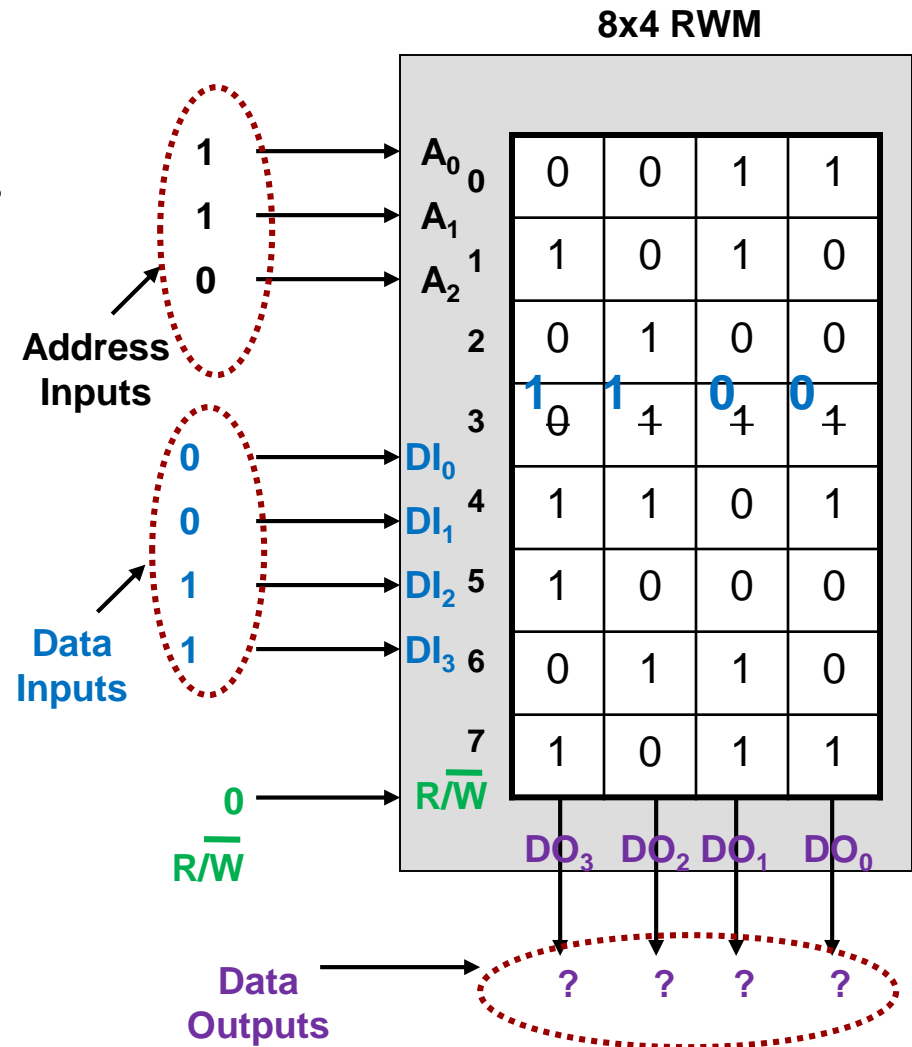 8x4 RWM
1 A₀ 0 0 0 1 1
1 A₁
0 A₂ 1 1 0 1 0
Address
Inputs
2 0 1 0 0
1 1 0 0
3 0 1 1 1
0 DI₀
0 DI₁ 4 1 1 0 1
1 DI₂ 5 1 0 0 0
1 DI₃ 6 0 1 1 0
Data
Inputs
7 1 0 1 1
0 R/W̅
R/W̅
DO₃ DO₂ DO₁ DO₀
? ? ? ?
Data
Outputs